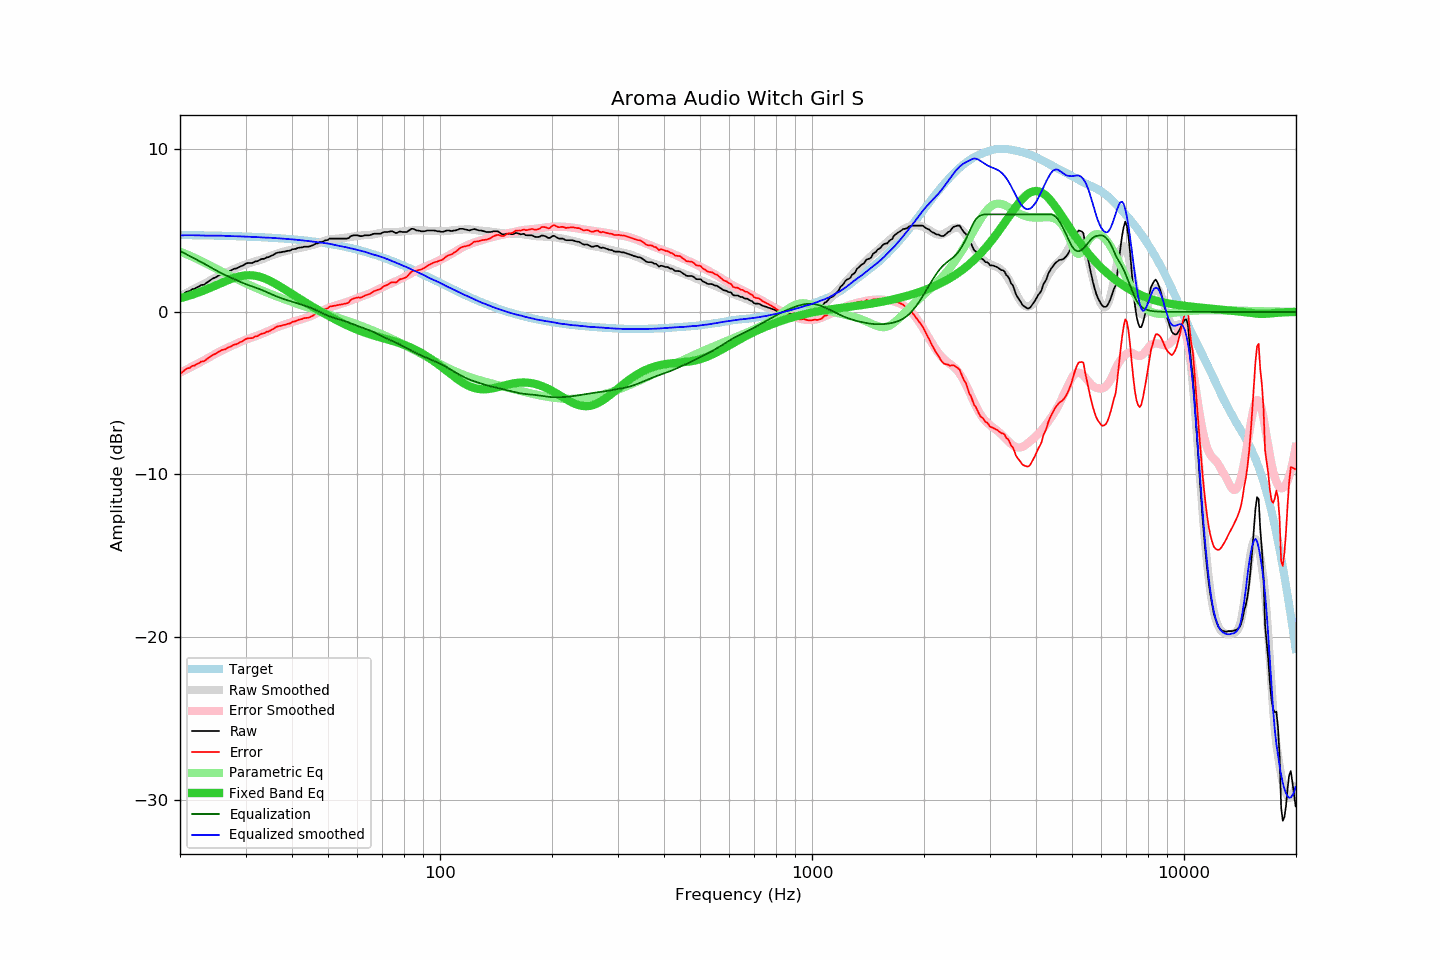 Aroma Audio Witch Girl S
10
0
−10
−20
−30
Amplitude (dBr)
Target
Raw Smoothed
Error Smoothed
Raw
Error
Parametric Eq
Fixed Band Eq
Equalization
Equalized smoothed
100
1000
10000
Frequency (Hz)